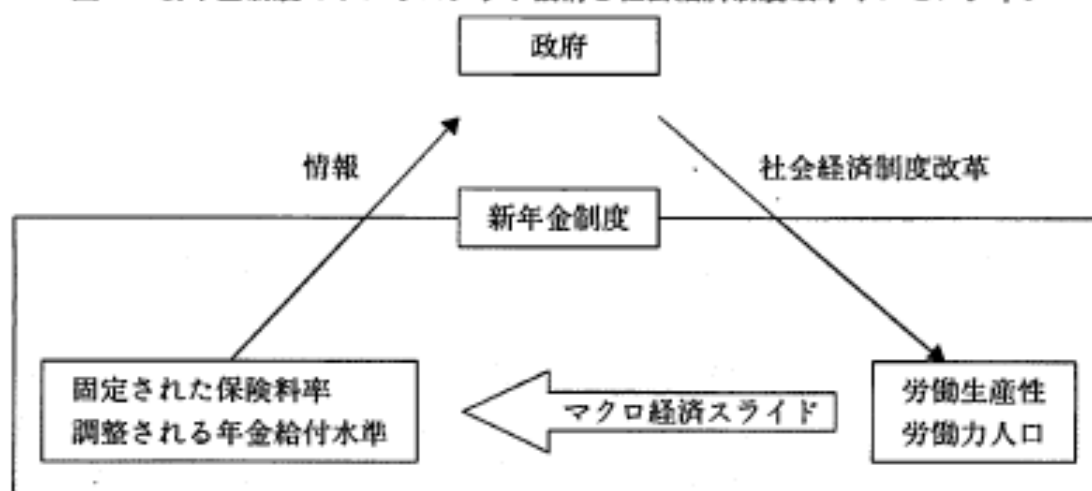 政府
情報
社会経済制度改革
新年金制度
固定された保険料率
調整される年金給付水準
マクロ経済スライド
労働生産性
労働力人口